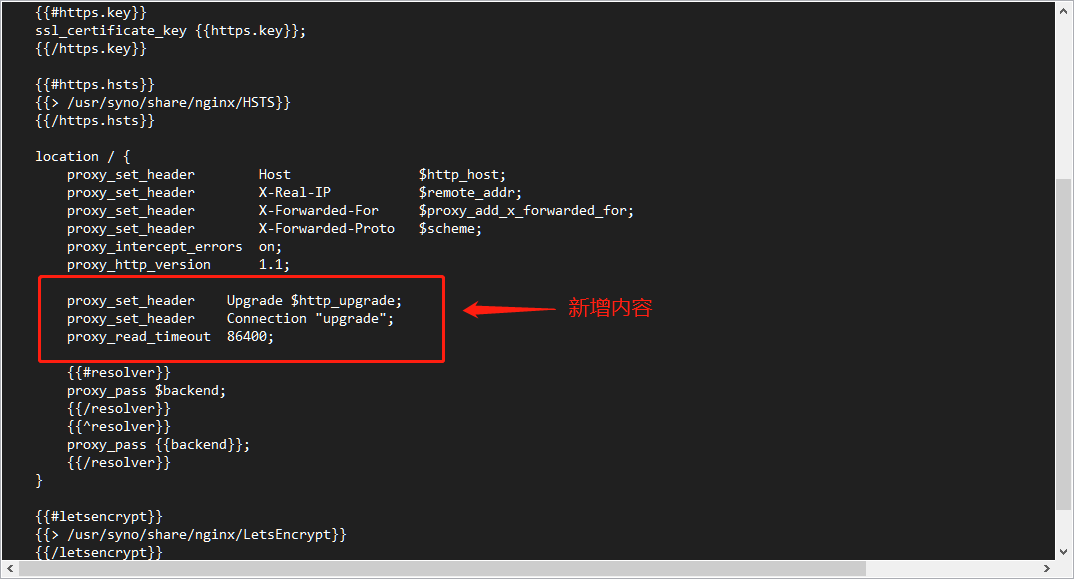 {{#https.key}}
ssl_certificate_key {{https.key}};
{{/https.key}}

{{#https.hsts}}
{{> /usr/syno/share/nginx/HSTS}}
{{/https.hsts}}

location / {
    proxy_set_header        Host                $http_host;
    proxy_set_header        X-Real-IP           $remote_addr;
    proxy_set_header        X-Forwarded-For     $proxy_add_x_forwarded_for;
    proxy_set_header        X-Forwarded-Proto   $scheme;
    proxy_intercept_errors  on;
    proxy_http_version      1.1;

    proxy_set_header    Upgrade $http_upgrade;
    proxy_set_header    Connection "upgrade";
    proxy_read_timeout  86400;
新增内容

    {{#resolver}}
    proxy_pass $backend;
    {{/resolver}}
    {{^resolver}}
    proxy_pass {{backend}};
    {{/resolver}}
}

{{#letsencrypt}}
{{> /usr/syno/share/nginx/LetsEncrypt}}
{{/letsencrypt}}